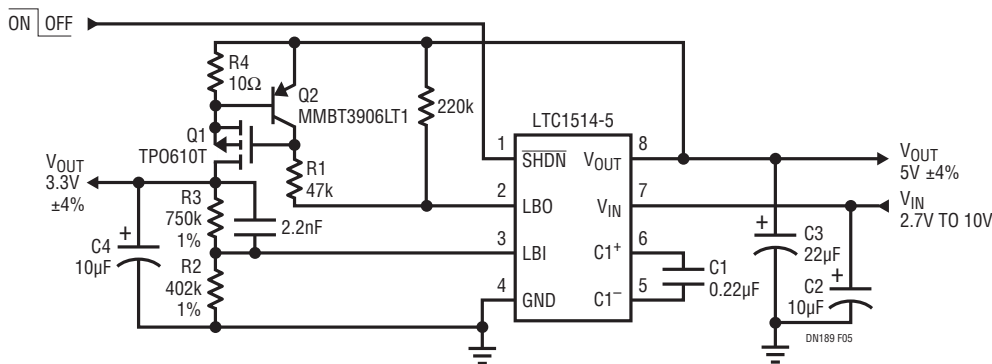 ON OFF
R4
10Ω
Q2
MMBT3906LT1
220k
LTC1514-5
Q1
TPO610T
1
8
SHDN
VOUT
VOUT
3.3V
±4%
VOUT
5V ±4%
R1
47k
2
7
LBO
VIN
VIN
2.7V TO 10V
R3
750k
1%
2.2nF
3
6
LBI
C1+
+
C4
10µF
C1
0.22µF
+
C3
22µF
R2
402k
1%
4
5
GND
C1–
+
C2
10µF
DN189 F05